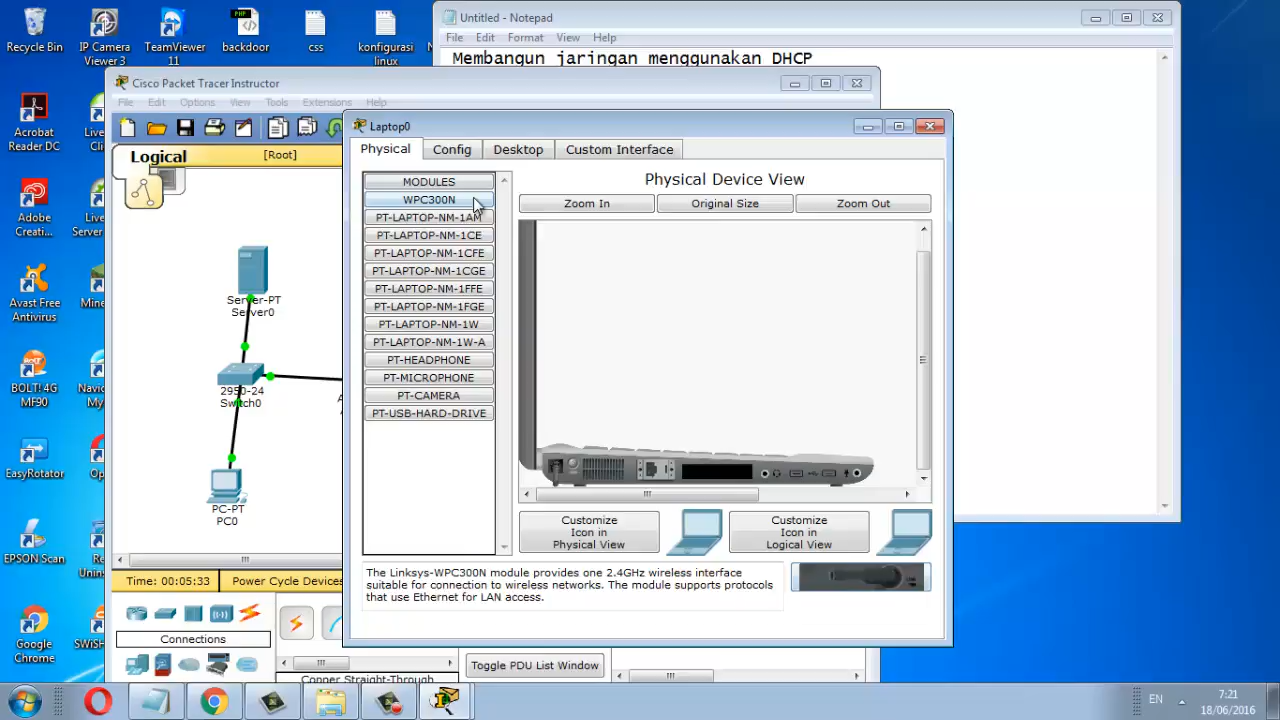 Untitled - Notepad
File Edit Format View Help
Membangun jaringan menggunakan DHCP
Recycle Bin
IP Camera
Viewer 3
TeamViewer
11
backdoor
css
konfigurasi
linux
Acrobat
Reader DC
Adobe
Avast Free
Antivirus
BOLT! 4G
MF90
EasyRotator
EPSON Scan
Google
Chrome
Cisco Packet Tracer Instructor
File Edit Options View Tools Extensions Help
Logical
[Root]
Server-PT
Server0
2950-24
Switch0
PC-PT
PC0
Time: 00:05:33
Power Cycle Devices
Connections
Copper Straight-Through
Toggle PDU List Window
Laptop0
Physical Config Desktop Custom Interface
MODULES
WPC300N
PT-LAPTOP-NM-1AM
PT-LAPTOP-NM-1CE
PT-LAPTOP-NM-1CFE
PT-LAPTOP-NM-1CGE
PT-LAPTOP-NM-1FFE
PT-LAPTOP-NM-1FGE
PT-LAPTOP-NM-1W
PT-LAPTOP-NM-1W-A
PT-HEADPHONE
PT-MICROPHONE
PT-CAMERA
PT-USB-HARD-DRIVE
Physical Device View
Zoom In Original Size Zoom Out
Customize
Icon in
Physical View
Customize
Icon in
Logical View
The Linksys-WPC300N module provides one 2.4GHz wireless interface
suitable for connection to wireless networks. The module supports protocols
that use Ethernet for LAN access.
EN
7:21
18/06/2016